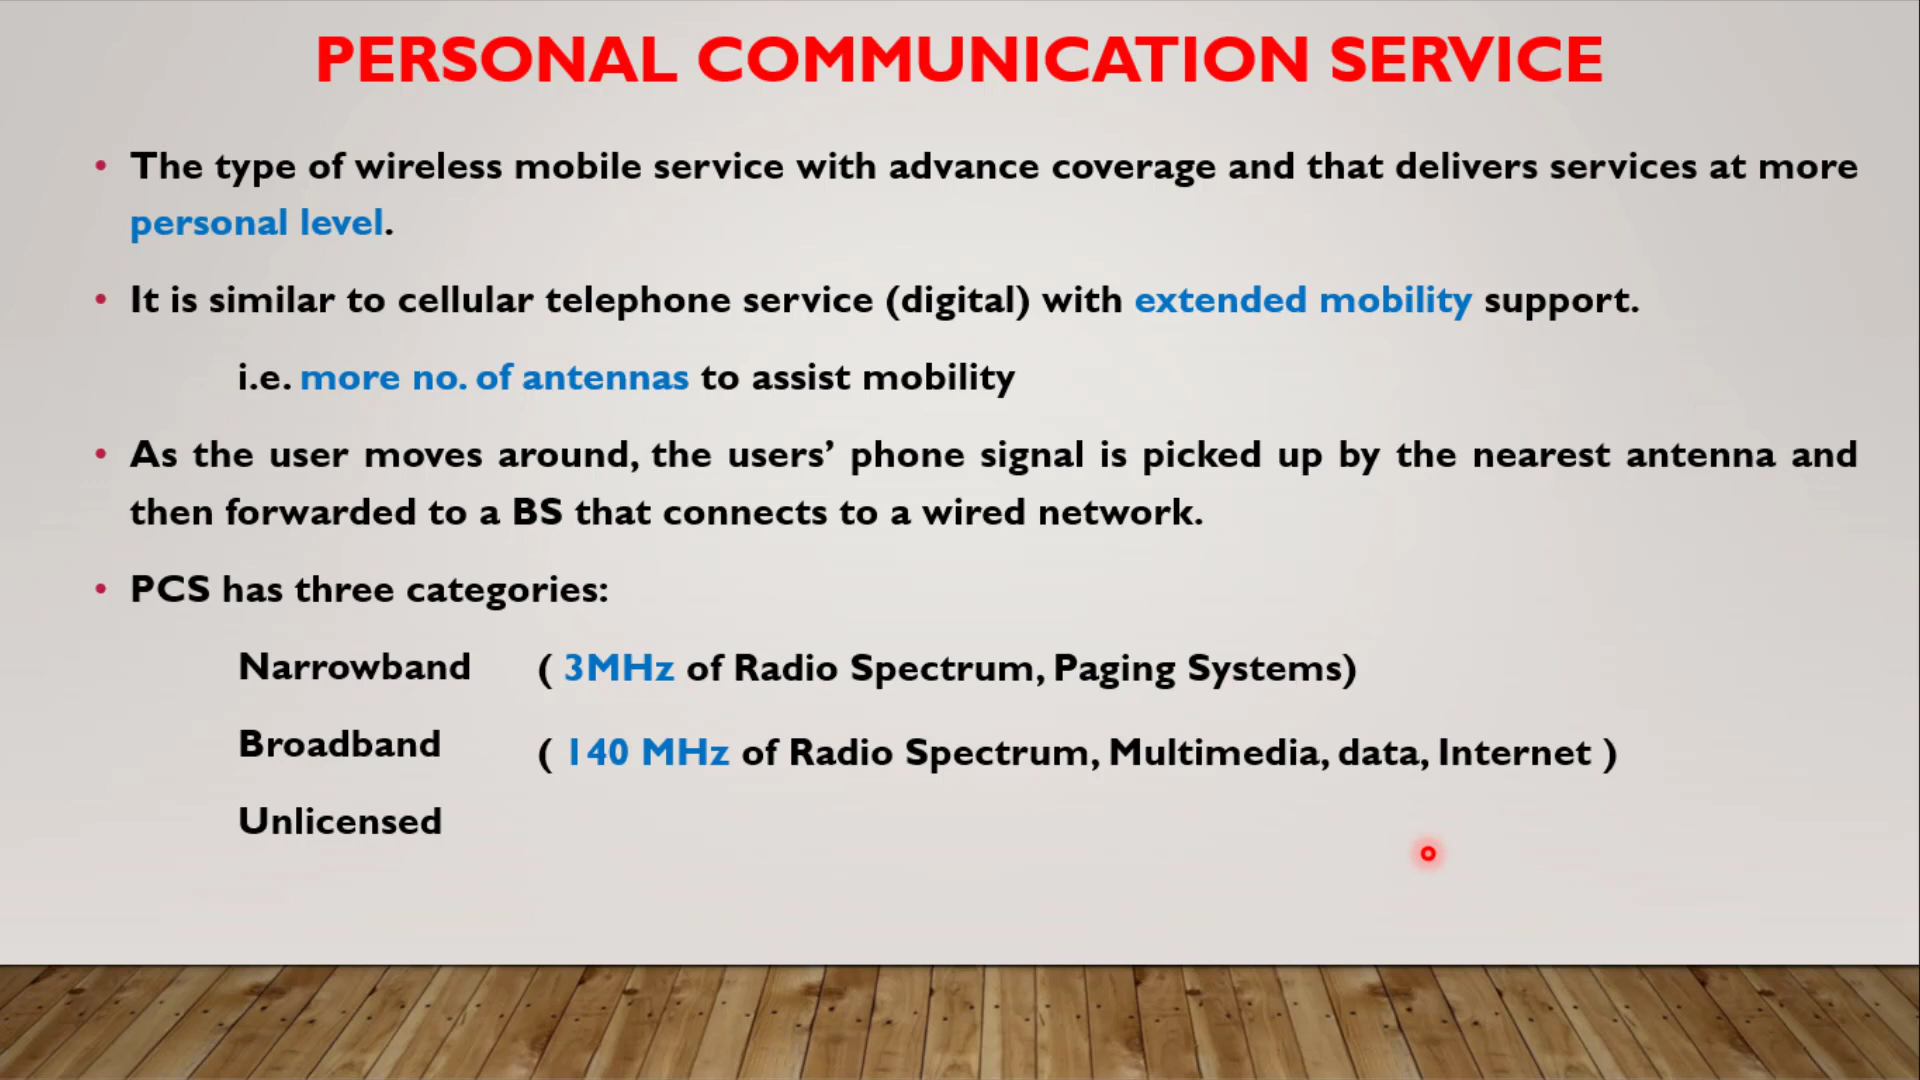 PERSONAL COMMUNICATION SERVICE
• The type of wireless mobile service with advance coverage and that delivers services at more
personal level.
• It is similar to cellular telephone service (digital) with extended mobility support.
i.e. more no. of antennas to assist mobility
• As the user moves around, the users’ phone signal is picked up by the nearest antenna and
then forwarded to a BS that connects to a wired network.
• PCS has three categories:
Narrowband ( 3MHz of Radio Spectrum, Paging Systems)
Broadband ( 140 MHz of Radio Spectrum, Multimedia, data, Internet )
Unlicensed